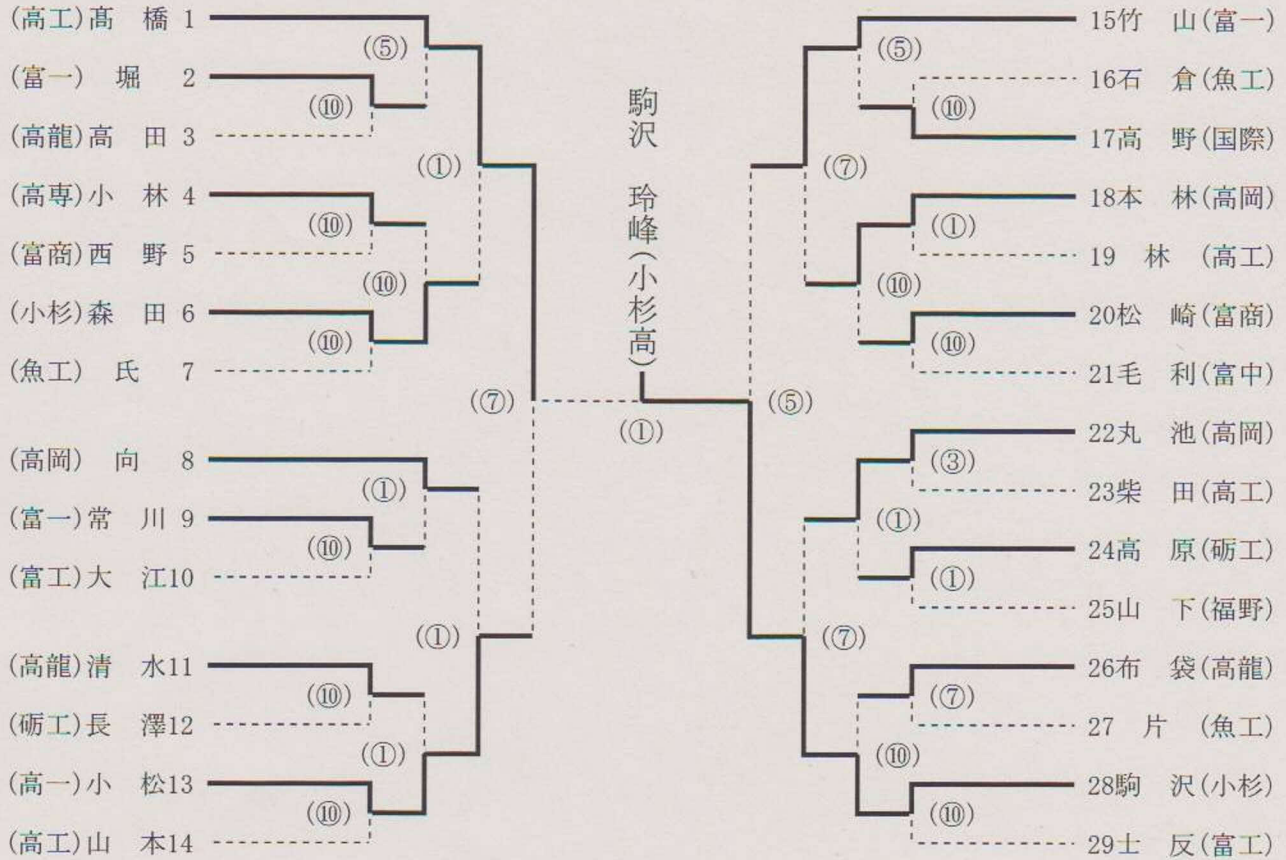 (高工)髙 橋 1
(⑤)
(富一) 堀 2
(⑩)
(高龍)高 田 3
(①)
(高専)小 林 4
(⑩)
(富商)西 野 5
(⑩)
(小杉)森 田 6
(⑩)
(魚工) 氏 7
(⑦)
(高岡) 向 8
(①)
(富一)常 川 9
(⑩)
(富工)大 江10
(①)
(高龍)清 水11
(⑩)
(砺工)長 澤12
(①)
(高一)小 松13
(⑩)
(高工)山 本14
駒沢 玲峰(小杉高)
(①)
15竹 山(富一)
(⑤)
16石 倉(魚工)
(⑩)
17高 野(国際)
(⑦)
18本 林(高岡)
(①)
19 林 (高工)
(⑩)
20松 崎(富商)
(⑩)
21毛 利(富中)
(⑤)
22丸 池(高岡)
(③)
23柴 田(高工)
(①)
24高 原(砺工)
(①)
25山 下(福野)
(⑦)
26布 袋(高龍)
(⑦)
27 片 (魚工)
(⑩)
28駒 沢(小杉)
(⑩)
29士 反(富工)